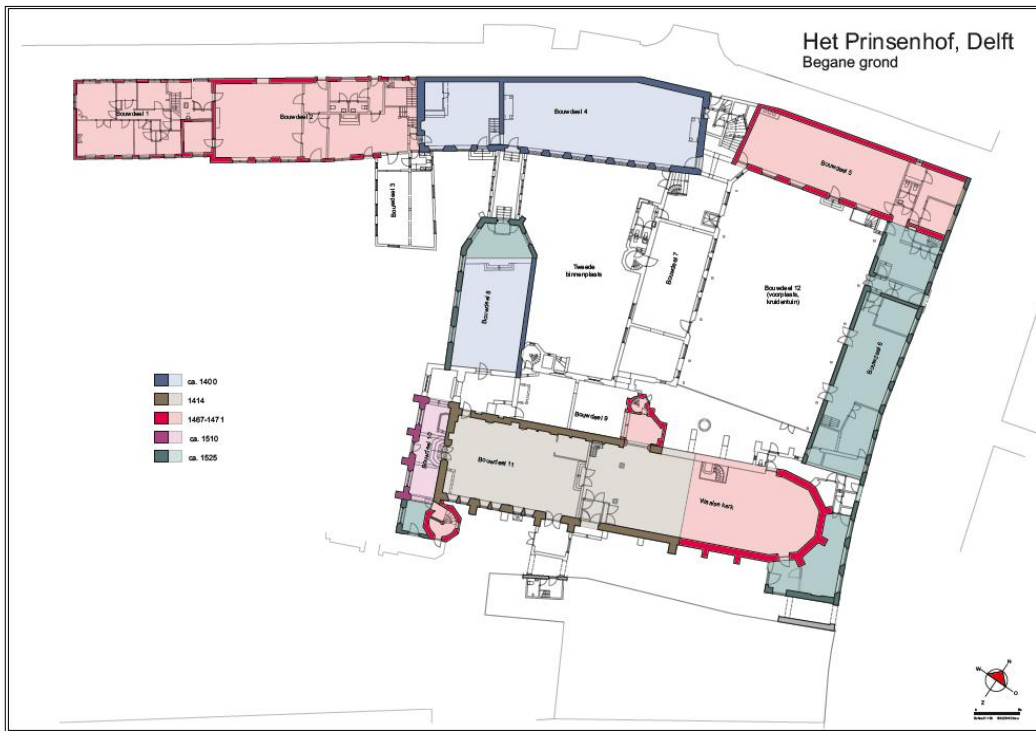 Het Prinsenhof, Delft
Begane grond
Bouwdeel 1
Bouwdeel 2
Bouwdeel 4
Bouwdeel 5
Bouwdeel 3
Bouwdeel 7
Tweede
binnenplaats
Bouwdeel 12
(voorplaats,
kruidentuin)
Bouwdeel 8
Bouwdeel 6
ca. 1400
1414
1467-1471
ca. 1510
ca. 1525
Bouwdeel 9
Bouwdeel 10
Bouwdeel 11
Waalse kerk
N
W
O
Z